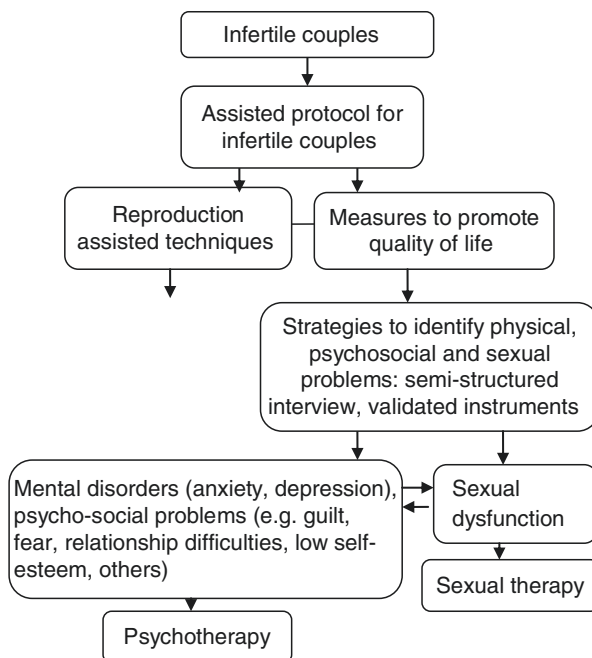 Infertile couples
Assisted protocol for
infertile couples
Reproduction
assisted techniques
Measures to promote
quality of life
Strategies to identify physical,
psychosocial and sexual
problems: semi-structured
interview, validated instruments
Mental disorders (anxiety, depression),
psycho-social problems (e.g. guilt,
fear, relationship difficulties, low self-
esteem, others)
Sexual
dysfunction
Sexual therapy
Psychotherapy